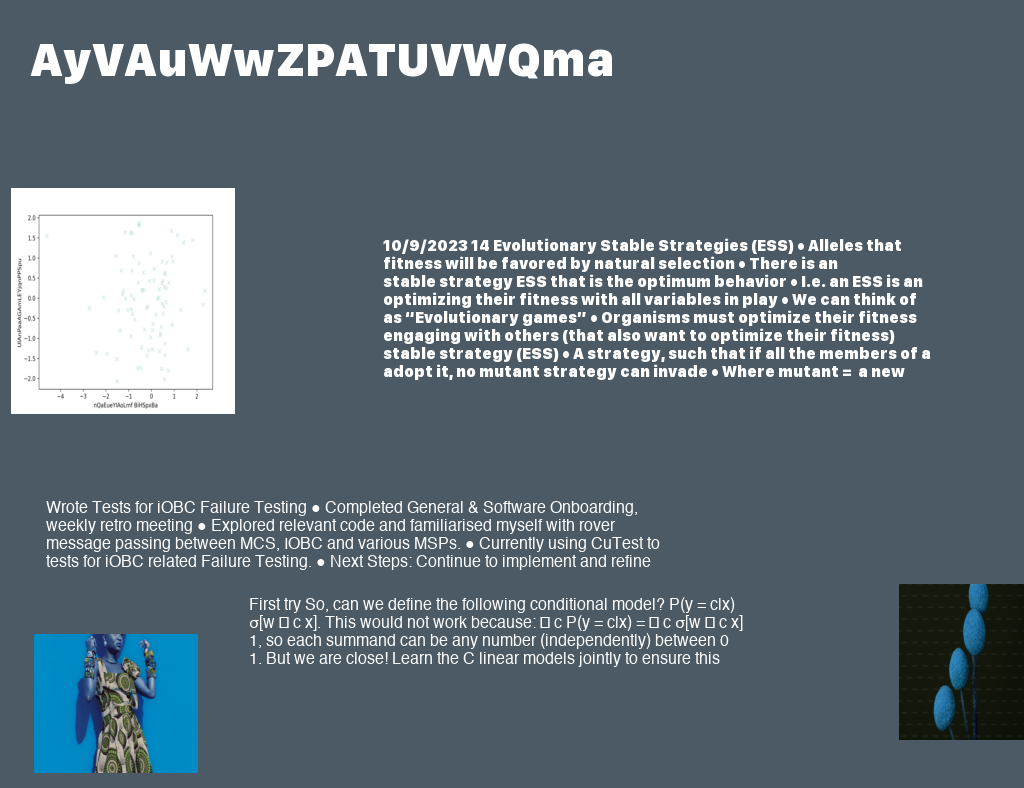 AyVAuWwZPATUVWQma
2.0
1.5
1.0
0.5
0.0
−0.5
−1.0
−1.5
−2.0
−4 −3 −2 −1 0 1 2
10/9/2023 14 Evolutionary Stable Strategies (ESS) • Alleles that
fitness will be favored by natural selection • There is an
stable strategy ESS that is the optimum behavior • I.e. an ESS is an
optimizing their fitness with all variables in play • We can think of
as “Evolutionary games” • Organisms must optimize their fitness
engaging with others (that also want to optimize their fitness)
stable strategy (ESS) • A strategy, such that if all the members of a
adopt it, no mutant strategy can invade • Where mutant = a new
Wrote Tests for iOBC Failure Testing ● Completed General & Software Onboarding,
weekly retro meeting ● Explored relevant code and familiarised myself with rover
message passing between MCS, IOBC and various MSPs. ● Currently using CuTest to
tests for iOBC related Failure Testing. ● Next Steps: Continue to implement and refine
First try So, can we define the following conditional model? P(y = c|x)
σ[w c x]. This would not work because: c P(y = c|x) = c σ[w c x]
1, so each summand can be any number (independently) between 0
1. But we are close! Learn the C linear models jointly to ensure this